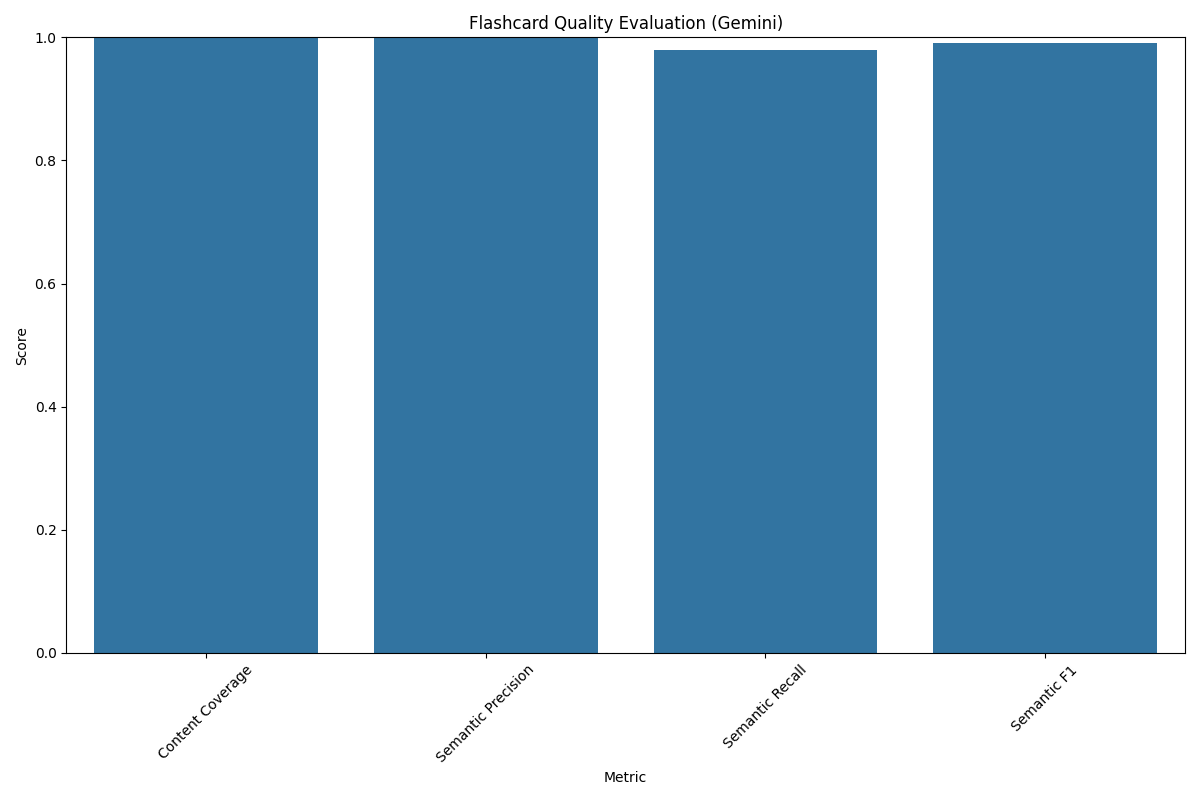 Flashcard Quality Evaluation (Gemini)
1.0
0.8
0.6
0.4
0.2
0.0
Score
Content Coverage
Semantic Precision
Semantic Recall
Semantic F1
Metric